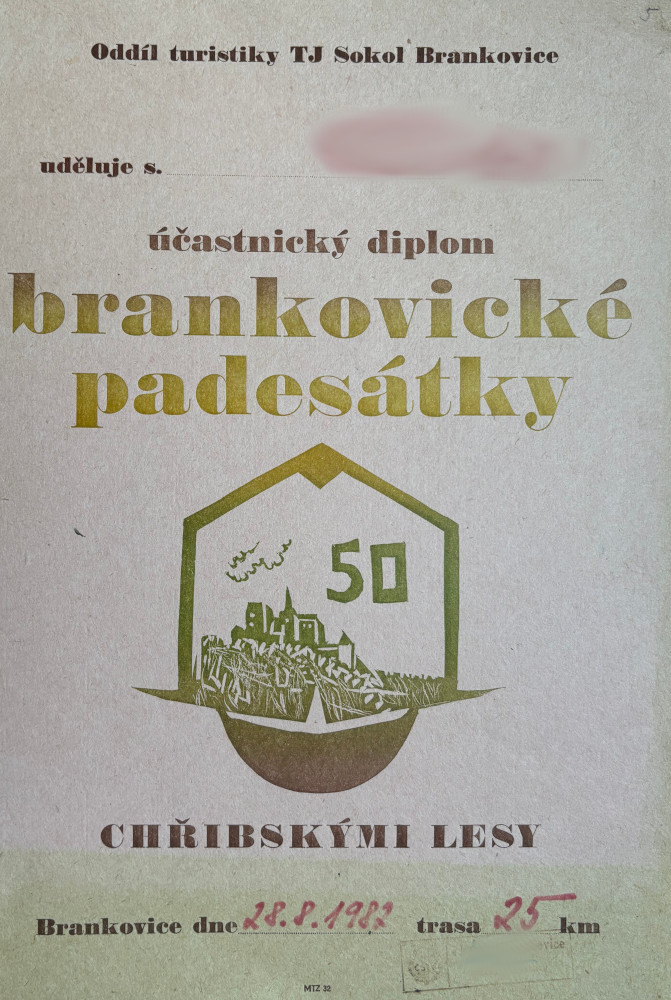 5
Oddíl turistiky TJ Sokol Brankovice
uděluje s.
účastnický diplom
brankovické
padesátky
50
CHŘIBSKÝMI LESY
Brankovice dne 28.8.1982 trasa 25 km
MTZ 32